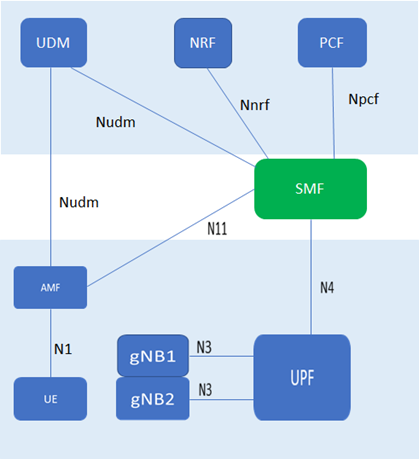 UDM
NRF
PCF
Nnrf
Npcf
Nudm
SMF
Nudm
N11
AMF
N4
N1
gNB1
N3
UPF
UE
gNB2
N3